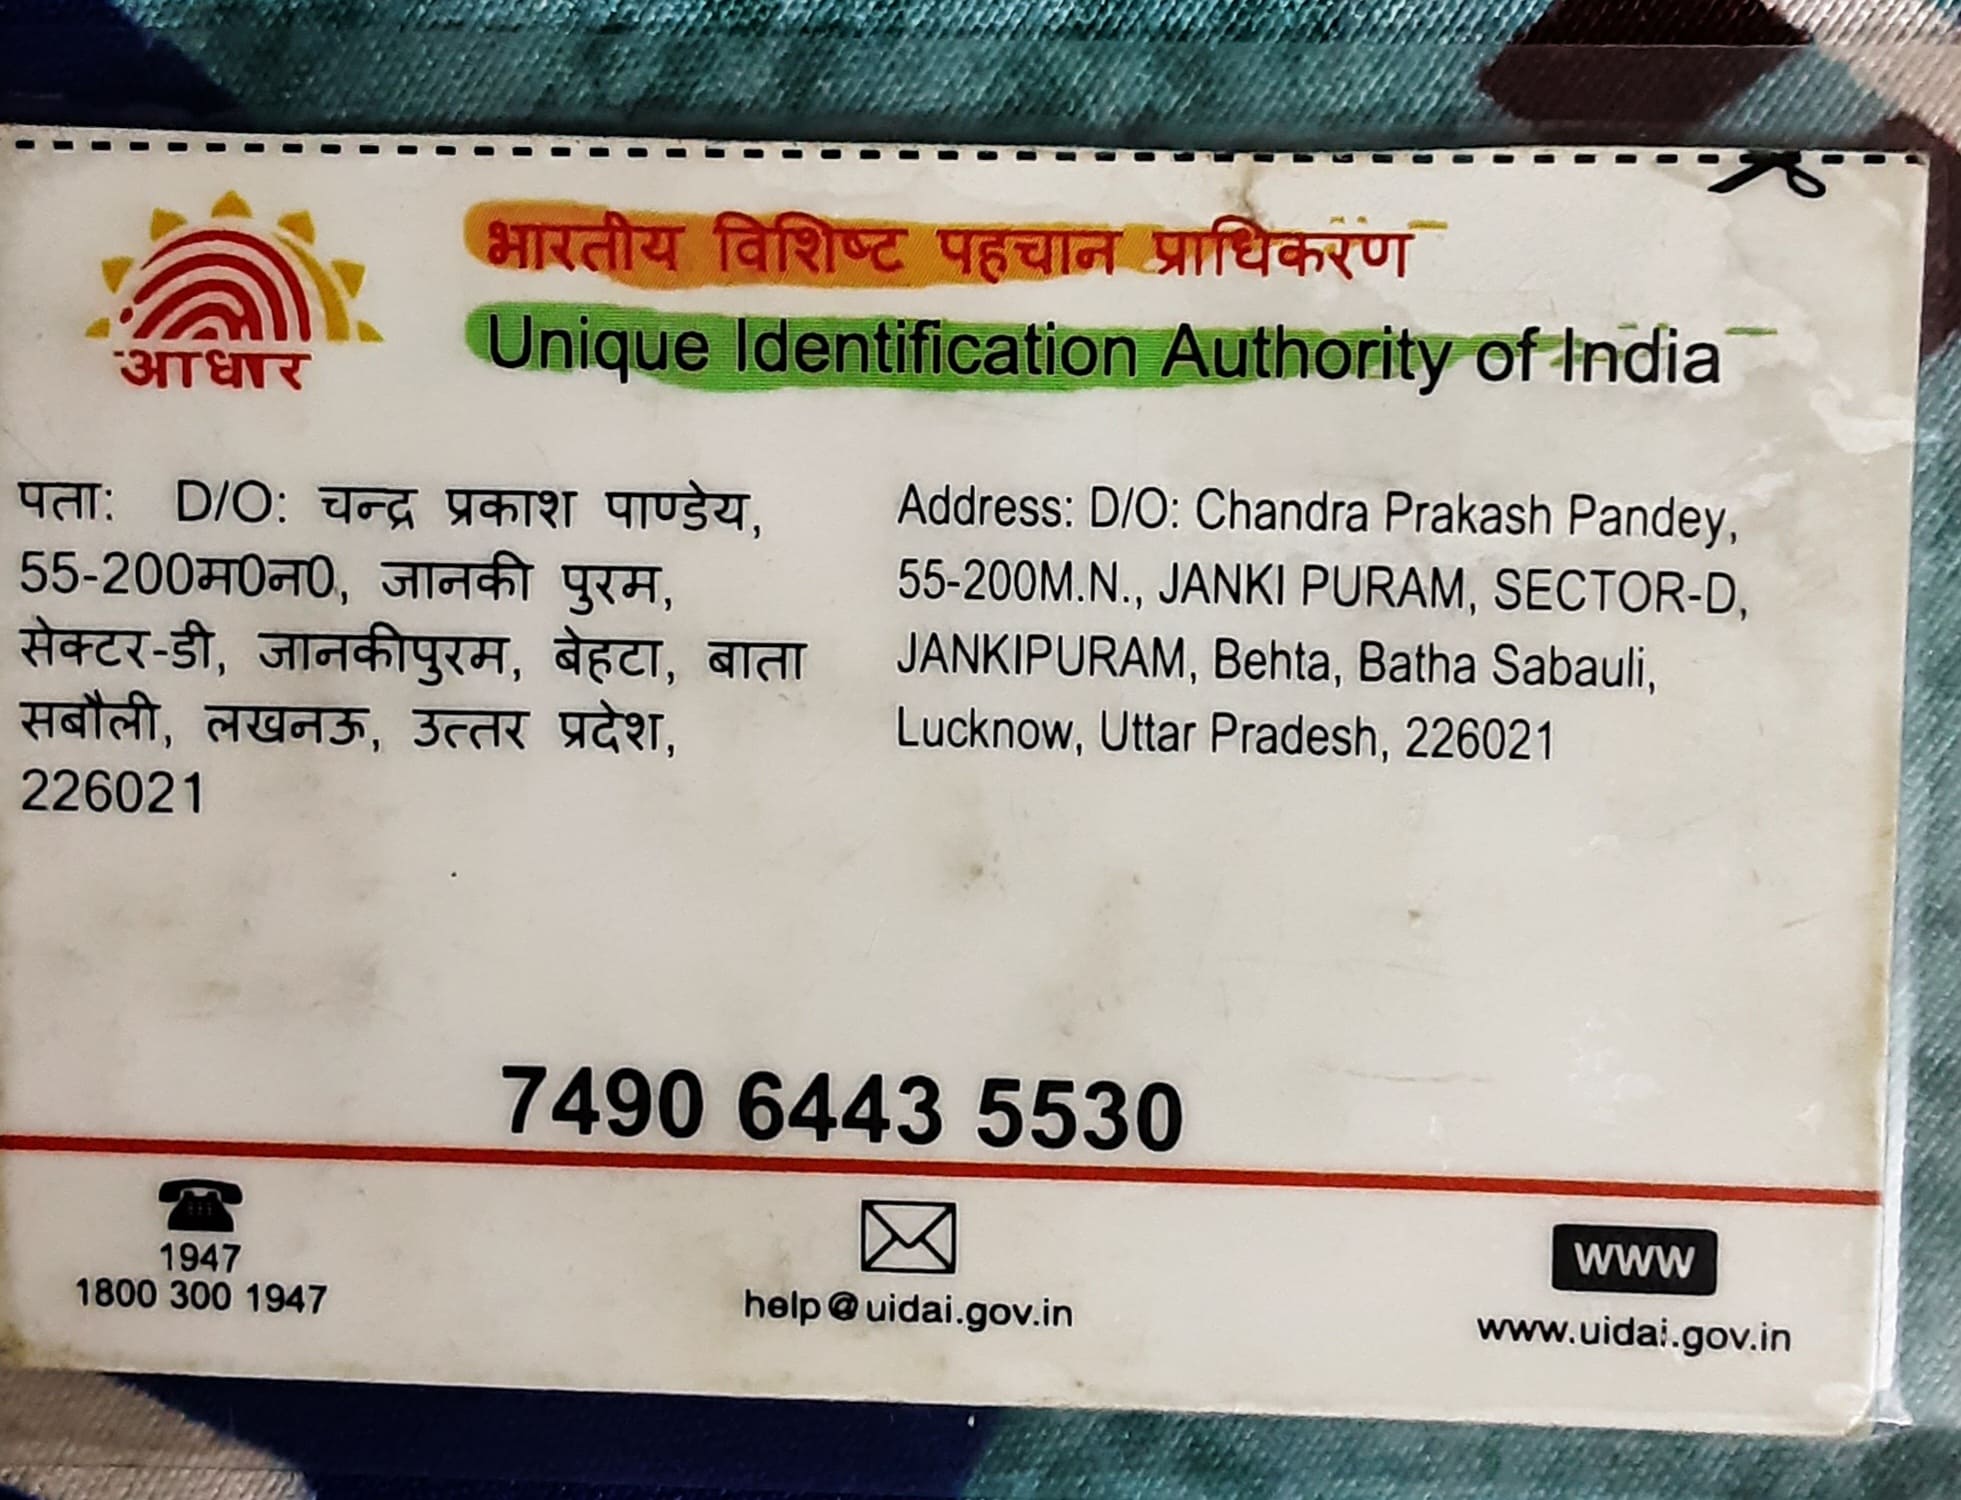 आधार
भारतीय विशिष्ट पहचान प्राधिकरण
Unique Identification Authority of India
पता: D/O: चन्द्र प्रकाश पाण्डेय,
55-200म0न0, जानकी पुरम,
सेक्टर-डी, जानकीपुरम, बेहटा, बाता
सबौली, लखनऊ, उत्तर प्रदेश,
226021
Address: D/O: Chandra Prakash Pandey,
55-200M.N., JANKI PURAM, SECTOR-D,
JANKIPURAM, Behta, Batha Sabauli,
Lucknow, Uttar Pradesh, 226021
7490 6443 5530
1947
1800 300 1947
help@uidai.gov.in
www
www.uidai.gov.in